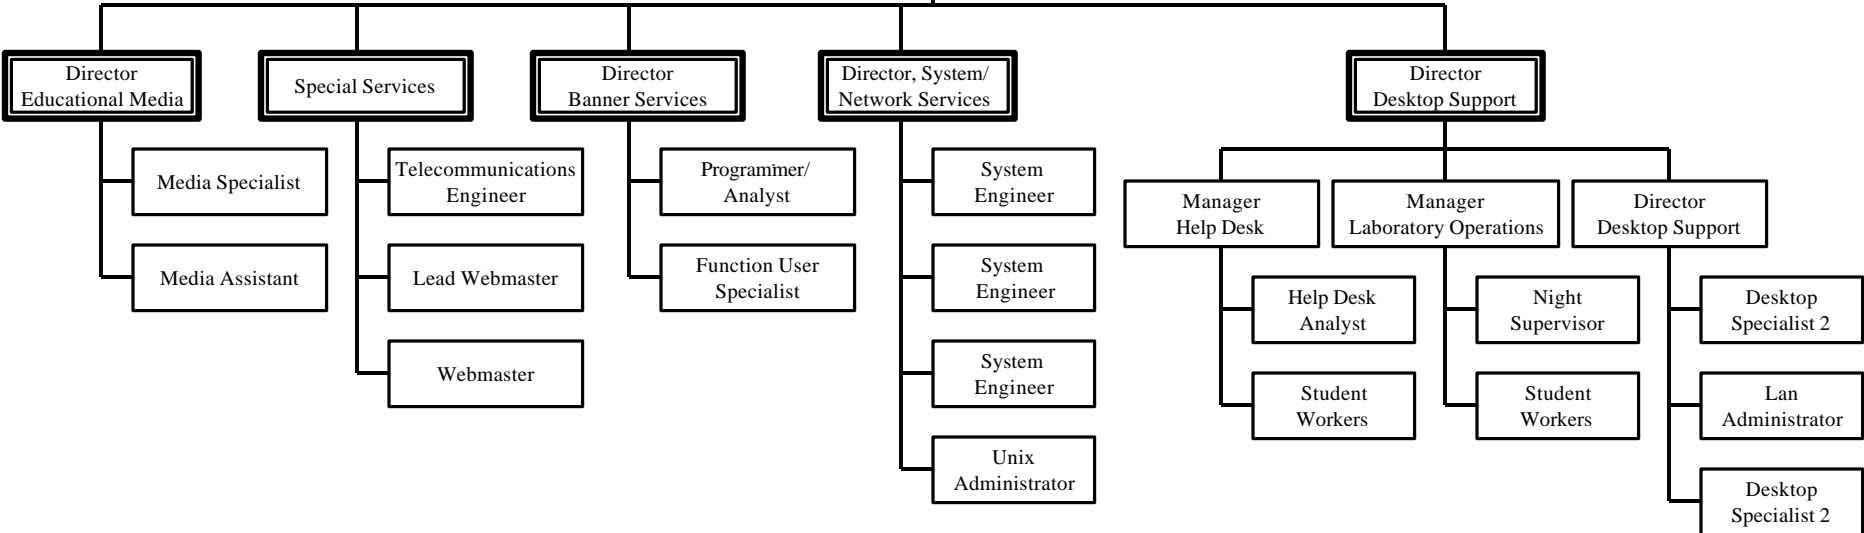 Director
Educational Media
Special Services
Director
Banner Services
Director, System/
Network Services
Director
Desktop Support
Media Specialist
Media Assistant
Telecommunications
Engineer
Lead Webmaster
Webmaster
Programmer/
Analyst
Function User
Specialist
System
Engineer
System
Engineer
System
Engineer
Unix
Administrator
Manager
Help Desk
Manager
Laboratory Operations
Director
Desktop Support
Help Desk
Analyst
Student
Workers
Night
Supervisor
Student
Workers
Desktop
Specialist 2
Lan
Administrator
Desktop
Specialist 2